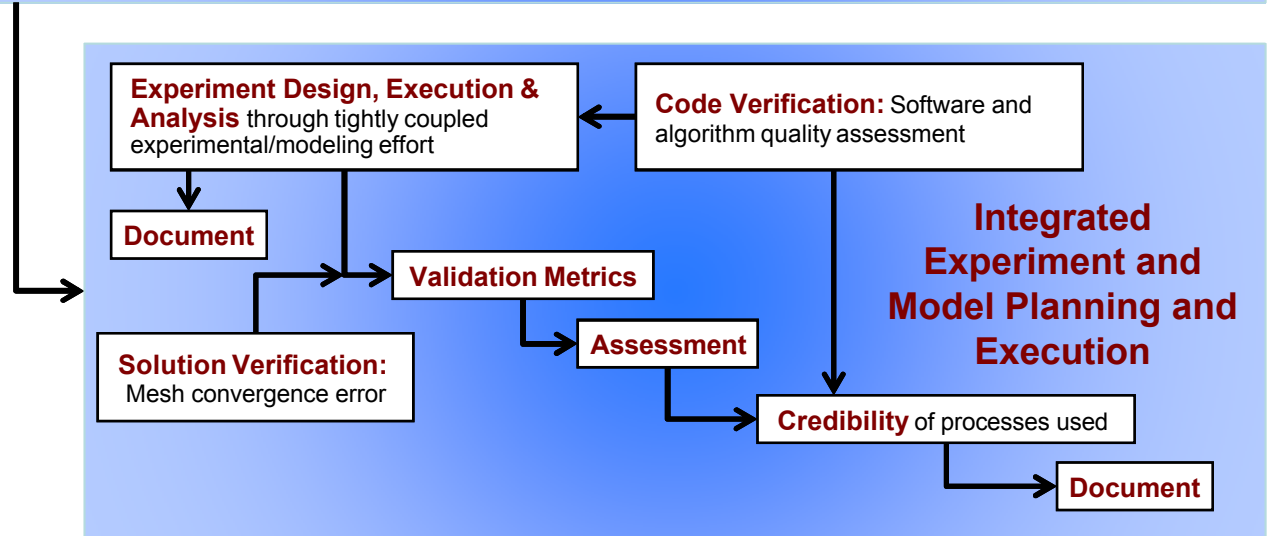 Experiment Design, Execution &
Analysis through tightly coupled
experimental/modeling effort
Code Verification: Software and
algorithm quality assessment
Document
Integrated
Experiment and
Model Planning and
Execution
Validation Metrics
Solution Verification:
Mesh convergence error
Assessment
Credibility of processes used
Document